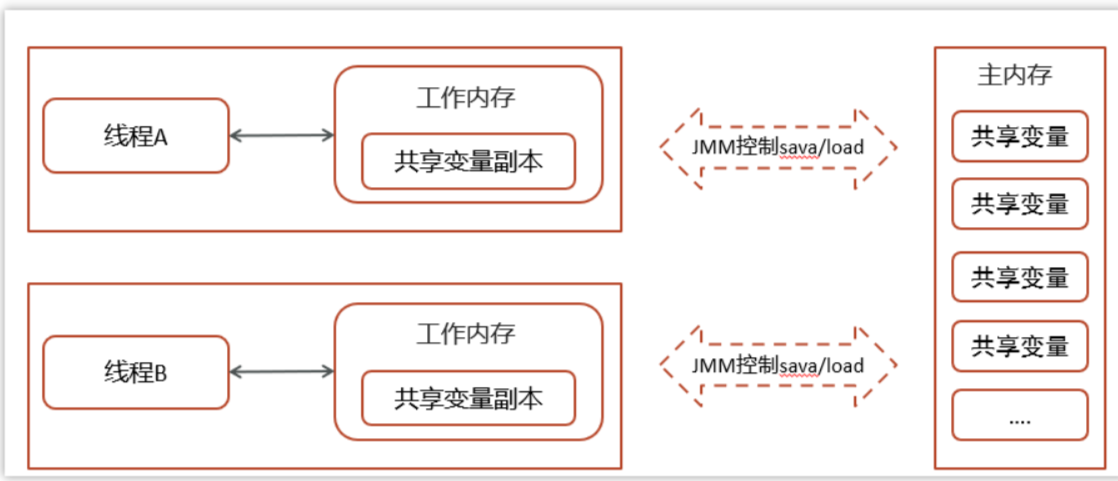 工作内存
线程A
共享变量副本
JMM控制sava/load
工作内存
线程B
共享变量副本
JMM控制sava/load
主内存
共享变量
共享变量
共享变量
共享变量
....